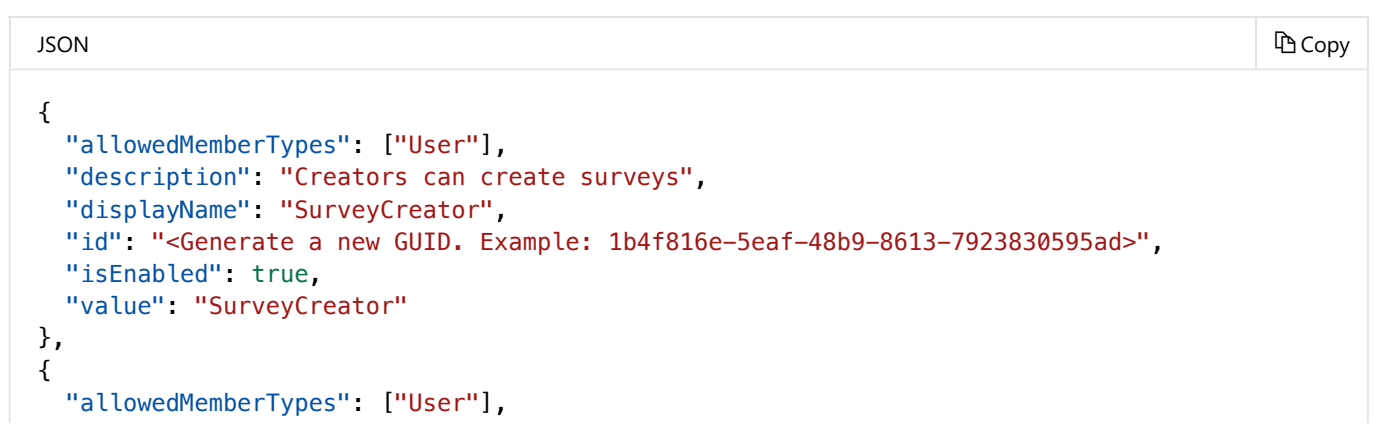 JSON
Copy
{
"allowedMemberTypes": ["User"],
"description": "Creators can create surveys",
"displayName": "SurveyCreator",
"id": "<Generate a new GUID. Example: 1b4f816e-5eaf-48b9-8613-7923830595ad>",
"isEnabled": true,
"value": "SurveyCreator"
},
{
"allowedMemberTypes": ["User"],